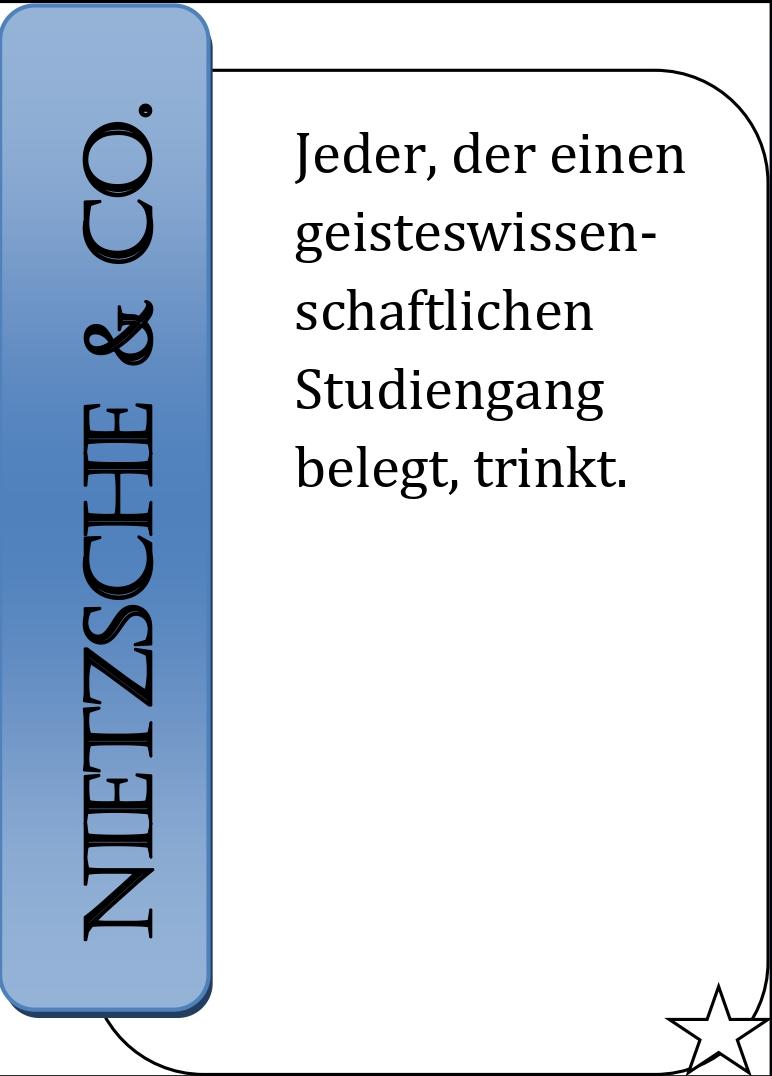 NIETZSCHE & CO.
Jeder, der einen
geisteswissen-
schaftlichen
Studiengang
belegt, trinkt.